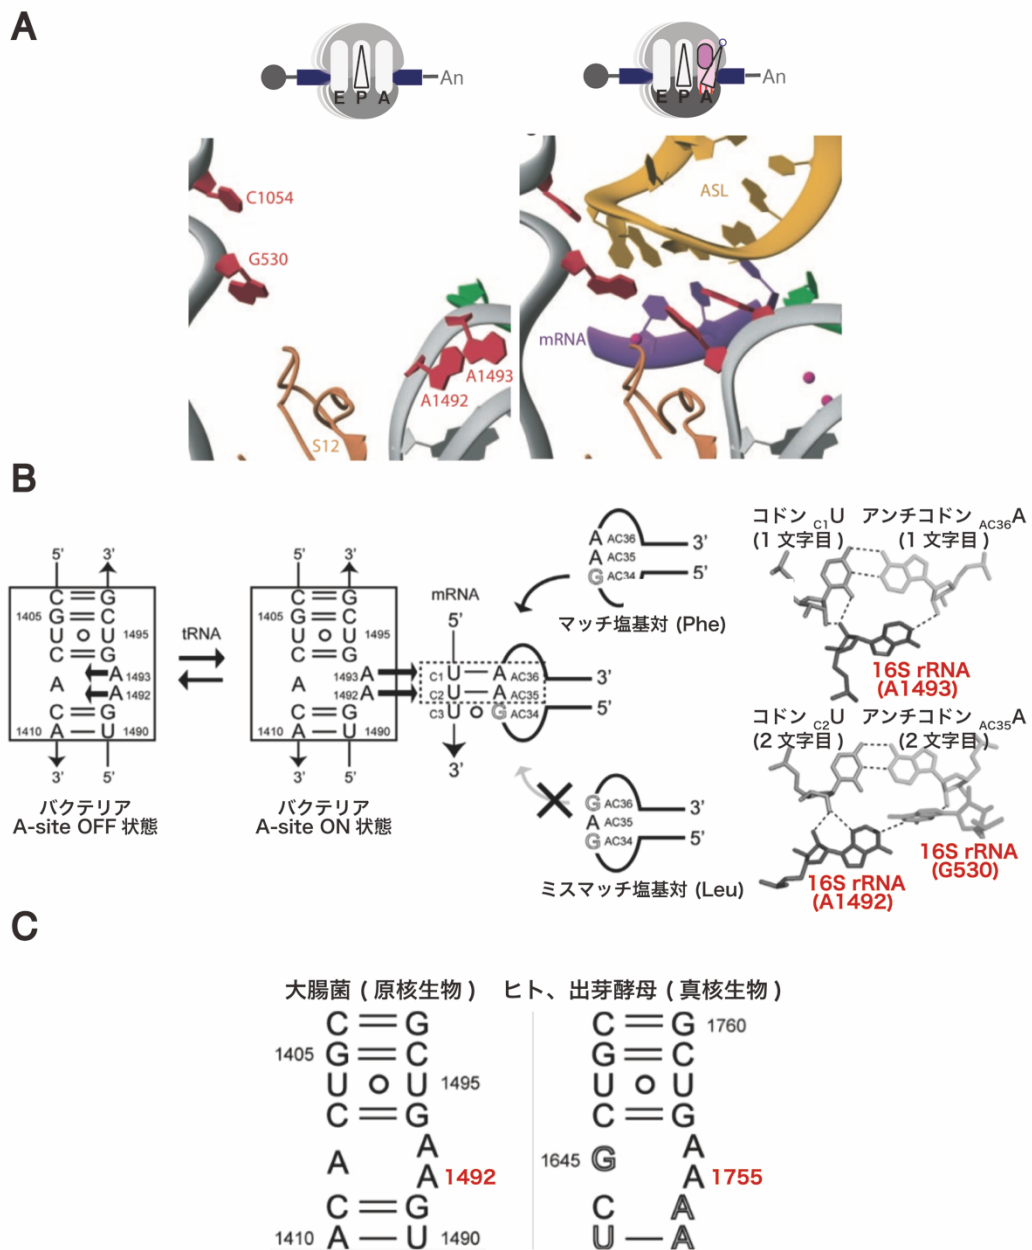 A
E P A
An
E P A
An
C1054
G530
A1493
A1492
S12
ASL
mRNA
B
5’ 3’
C G
1405 G C
U U 1495
C G
A A 1493
A 1492
C G
1410 A U 1490
3’ 5’
バクテリア
A-site OFF 状態
tRNA
5’ 3’
C G
1405 G C
U U 1495
C G
A 1493 A
1492 A
C G
1410 A U 1490
3’ 5’
バクテリア
A-site ON 状態
mRNA
5’
C1 U A AC36 3’
C2 U A AC35
C3 U G AC34 5’
3’
A AC36 3’
A AC35
G AC34 5’
マッチ塩基対 (Phe)
G AC36 3’
A AC35
G AC34 5’
ミスマッチ塩基対 (Leu)
コドン C1U アンチコドン AC36A
(1 文字目) (1 文字目)
16S rRNA
(A1493)
コドン C2U アンチコドン AC35A
(2 文字目) (2 文字目)
16S rRNA
(G530)
16S rRNA
(A1492)
C
大腸菌 ( 原核生物 )
C G
1405 G C
U U 1495
C G
A
A A 1492
C G
1410 A U 1490
ヒト、出芽酵母 ( 真核生物 )
C G 1760
G C
U U
C G
A
1645 G A 1755
C A
U A